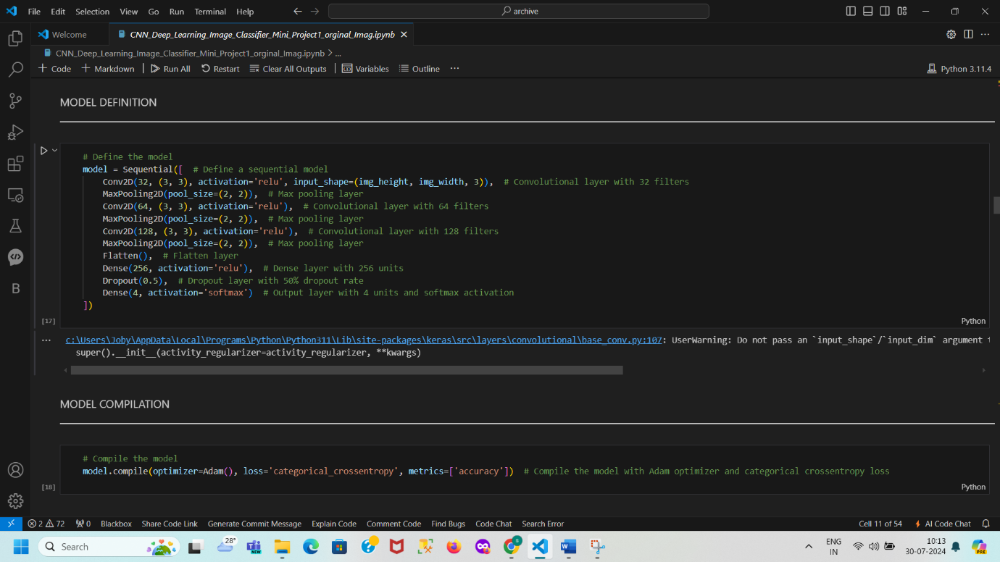 File Edit Selection View Go Run Terminal Help
archive
Welcome
CNN_Deep_Learning_Image_Classifier_Mini_Project1_orginal_Imag.ipynb
CNN_Deep_Learning_Image_Classifier_Mini_Project1_orginal_Imag.ipynb > ...
+ Code + Markdown | Run All Restart Clear All Outputs | Variables Outline ...
Python 3.11.4
MODEL DEFINITION
# Define the model
model = Sequential([  # Define a sequential model
    Conv2D(32, (3, 3), activation='relu', input_shape=(img_height, img_width, 3)),  # Convolutional layer with 32 filters
    MaxPooling2D(pool_size=(2, 2)),  # Max pooling layer
    Conv2D(64, (3, 3), activation='relu'),  # Convolutional layer with 64 filters
    MaxPooling2D(pool_size=(2, 2)),  # Max pooling layer
    Conv2D(128, (3, 3), activation='relu'),  # Convolutional layer with 128 filters
    MaxPooling2D(pool_size=(2, 2)),  # Max pooling layer
    Flatten(),  # Flatten layer
    Dense(256, activation='relu'),  # Dense layer with 256 units
    Dropout(0.5),  # Dropout layer with 50% dropout rate
    Dense(4, activation='softmax')  # Output layer with 4 units and softmax activation
])
[17]
Python
... c:\Users\Joby\AppData\Local\Programs\Python\Python311\Lib\site-packages\keras\src\layers\convolutional\base_conv.py:107: UserWarning: Do not pass an `input_shape`/`input_dim` argument
  super().__init__(activity_regularizer=activity_regularizer, **kwargs)
MODEL COMPILATION
# Compile the model
model.compile(optimizer=Adam(), loss='categorical_crossentropy', metrics=['accuracy'])  # Compile the model with Adam optimizer and categorical crossentropy loss
[18]
Python
2 72 0 Blackbox Share Code Link Generate Commit Message Explain Code Comment Code Find Bugs Code Chat Search Error Cell 11 of 54 AI Code Chat
Search
28°
NEW
ENG
IN
10:13
30-07-2024
PRE